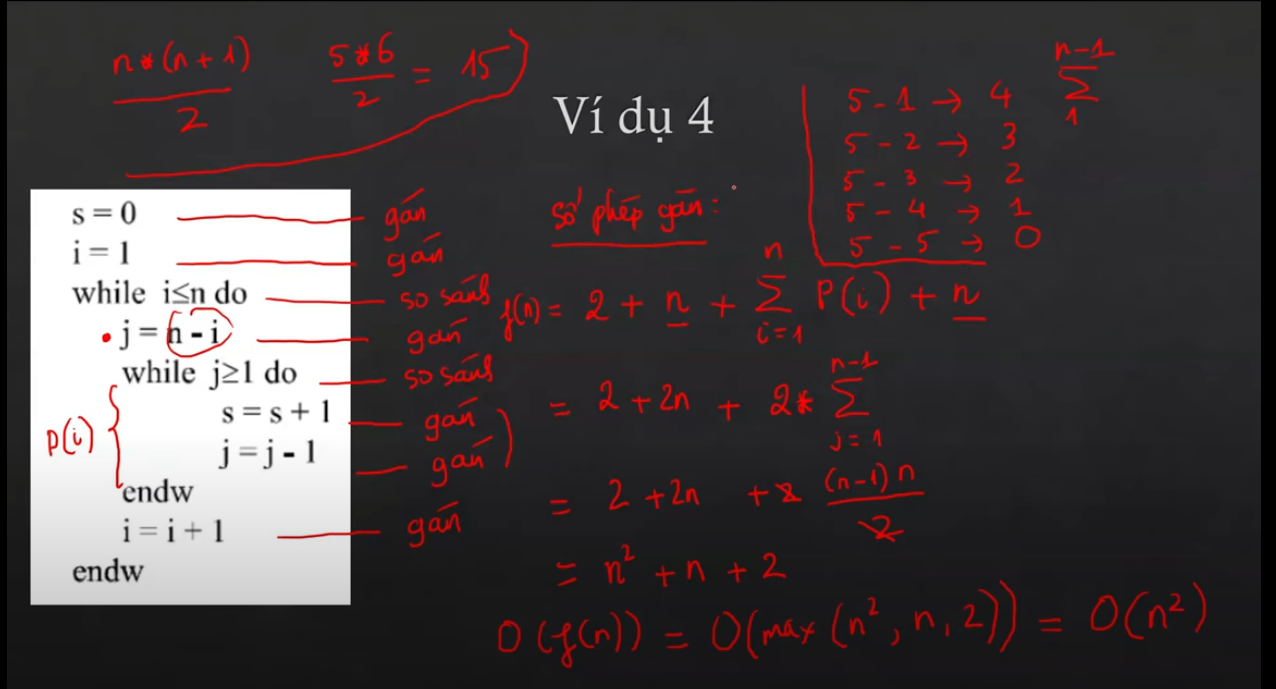 n*(n+1)
2
5*6
2
= 15
Ví dụ 4
5 - 1 → 4
5 - 2 → 3
5 - 3 → 2
5 - 4 → 1
5 - 5 → 0
n-1
Σ
1
s = 0 gán
i = 1 gán
while i≤n do so sánh
j = n - i gán
while j≥1 do so sánh
s = s + 1 gán
j = j - 1 gán
P(i)
endw
i = i + 1 gán
endw
số phép gán:
n
f(n) = 2 + n + Σ P(i) + n
i=1
n-1
= 2 + 2n + 2* Σ
j=1
= 2 + 2n + 2 (n-1)n
2
= n² + n + 2
O(f(n)) = O(max(n², n, 2)) = O(n²)